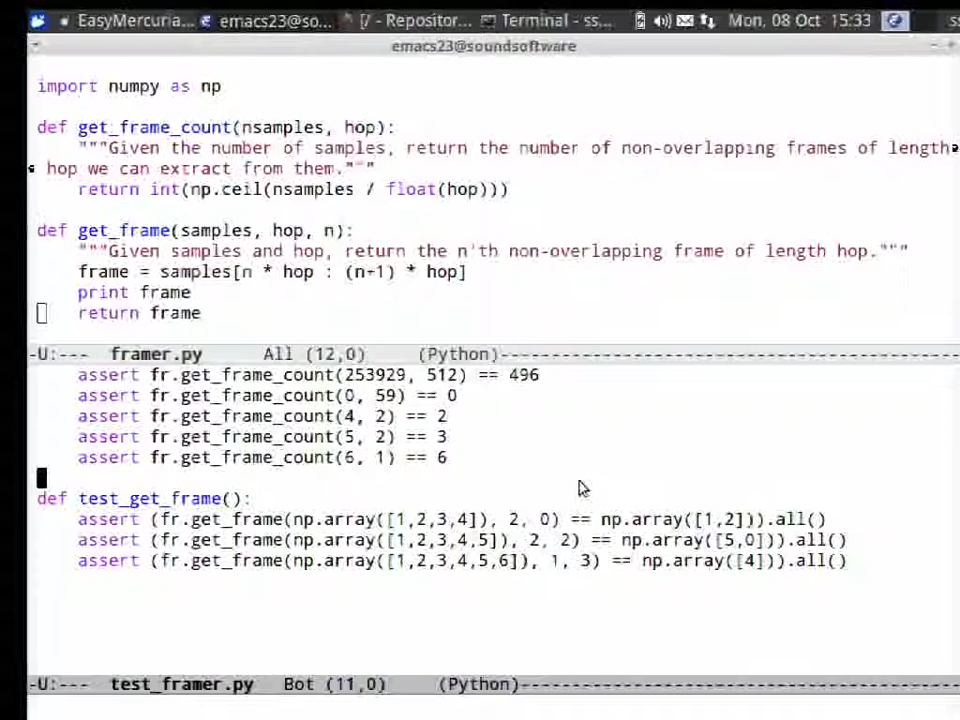 EasyMercuria... emacs23@so... [/ - Repositor... Terminal - ss... Mon, 08 Oct 15:33
emacs23@soundsoftware
import numpy as np
def get_frame_count(nsamples, hop):
"""Given the number of samples, return the number of non-overlapping frames of length
hop we can extract from them."""
return int(np.ceil(nsamples / float(hop)))
def get_frame(samples, hop, n):
"""Given samples and hop, return the n'th non-overlapping frame of length hop."""
frame = samples[n * hop : (n+1) * hop]
print frame
return frame
-U:--- framer.py All (12,0) (Python)
assert fr.get_frame_count(253929, 512) == 496
assert fr.get_frame_count(0, 59) == 0
assert fr.get_frame_count(4, 2) == 2
assert fr.get_frame_count(5, 2) == 3
assert fr.get_frame_count(6, 1) == 6
def test_get_frame():
assert (fr.get_frame(np.array([1,2,3,4]), 2, 0) == np.array([1,2])).all()
assert (fr.get_frame(np.array([1,2,3,4,5]), 2, 2) == np.array([5,0])).all()
assert (fr.get_frame(np.array([1,2,3,4,5,6]), 1, 3) == np.array([4])).all()
-U:--- test_framer.py Bot (11,0) (Python)